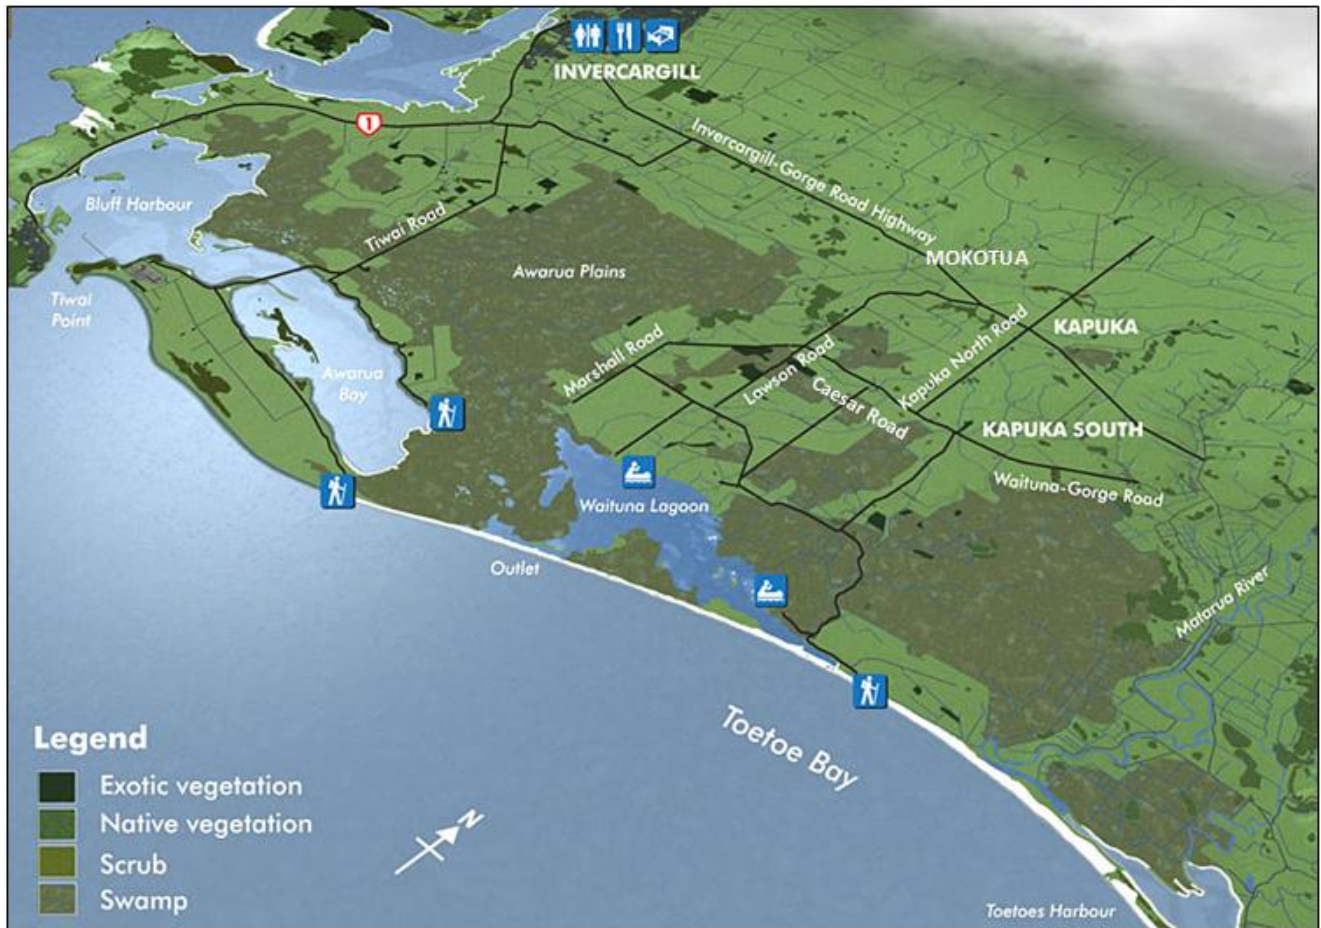 INVERCARGILL
1
Invercargill-Gorge Road Highway
Bluff Harbour
Tiwai Road
MOKOTUA
Awarua Plains
Tiwai
Point
KAPUKA
Marshall Road
Lawson Road
Kapuka North Road
Awarua
Bay
Caesar Road
KAPUKA SOUTH
Waituna-Gorge Road
Waituna Lagoon
Outlet
Matarua River
Toetoe Bay
Legend
Exotic vegetation
Native vegetation
Scrub
Swamp
N
Toetoes Harbour